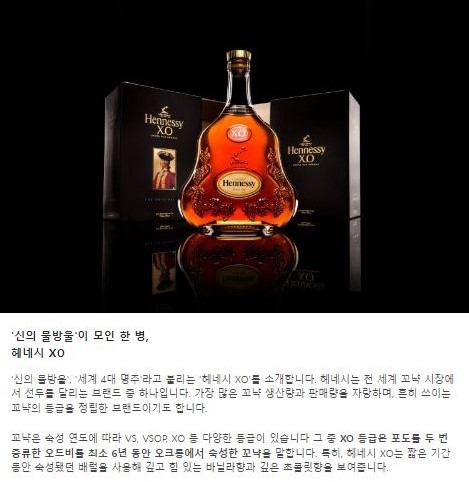 Hennessy
X.O
Hennessy
X.O
X.O
Hennessy
'신의 물방울'이 모인 한 병,
헤네시 XO
'신의 물방울', '세계 4대 명주'라고 불리는 '헤네시 XO'를 소개합니다. 헤네시는 전 세계 꼬냑 시장에
서 선두를 달리는 브랜드 중 하나입니다. 가장 많은 꼬냑 생산량과 판매량을 자랑하며, 흔히 쓰이는
꼬냑의 등급을 정립한 브랜드이기도 합니다.
꼬냑은 숙성 연도에 따라 VS, VSOP, XO 등 다양한 등급이 있습니다 그 중 XO 등급은 포도를 두 번
증류한 오드비를 최소 6년 동안 오크통에서 숙성한 꼬냑을 말합니다. 특히, 헤네시 XO는 짧은 기간
동안 숙성됐던 배럴을 사용해 깊고 힘 있는 바닐라향과 깊은 초콜릿향을 보여줍니다.